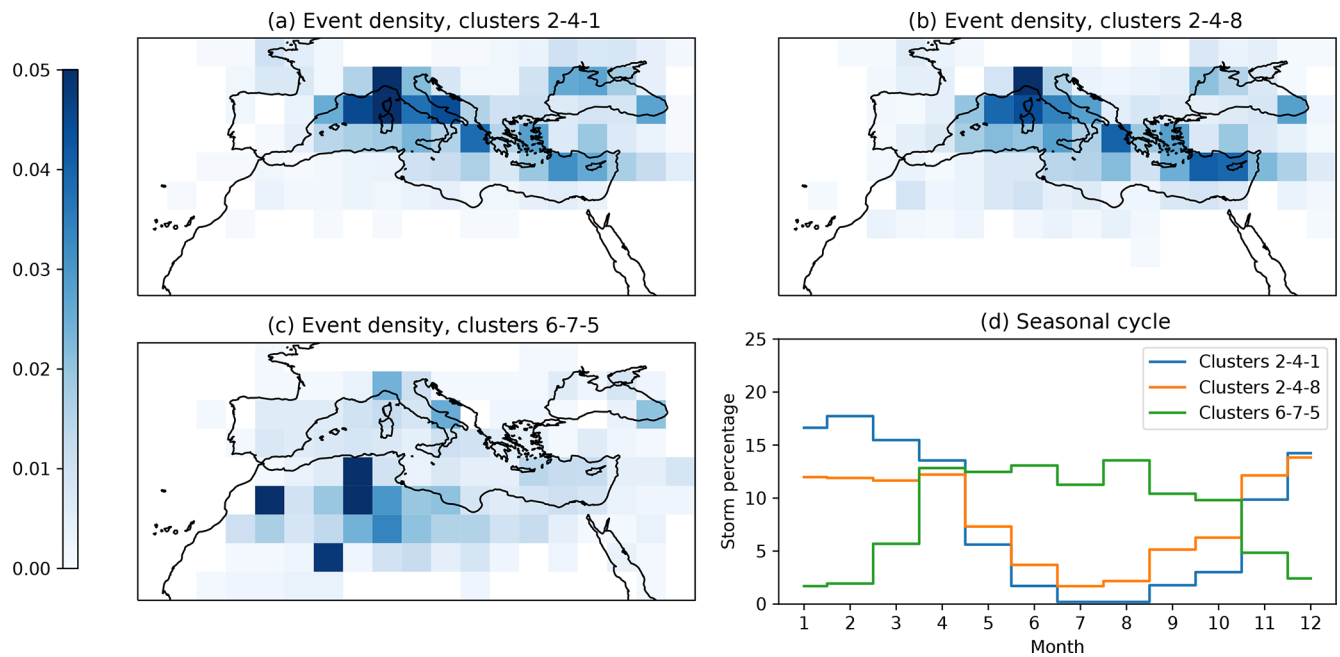 (a) Event density, clusters 2-4-1
(b) Event density, clusters 2-4-8
0.05
0.04
0.03
0.02
0.01
0.00
(c) Event density, clusters 6-7-5
(d) Seasonal cycle
25
20
15
10
5
0
Storm percentage
Clusters 2-4-1
Clusters 2-4-8
Clusters 6-7-5
1 2 3 4 5 6 7 8 9 10 11 12
Month